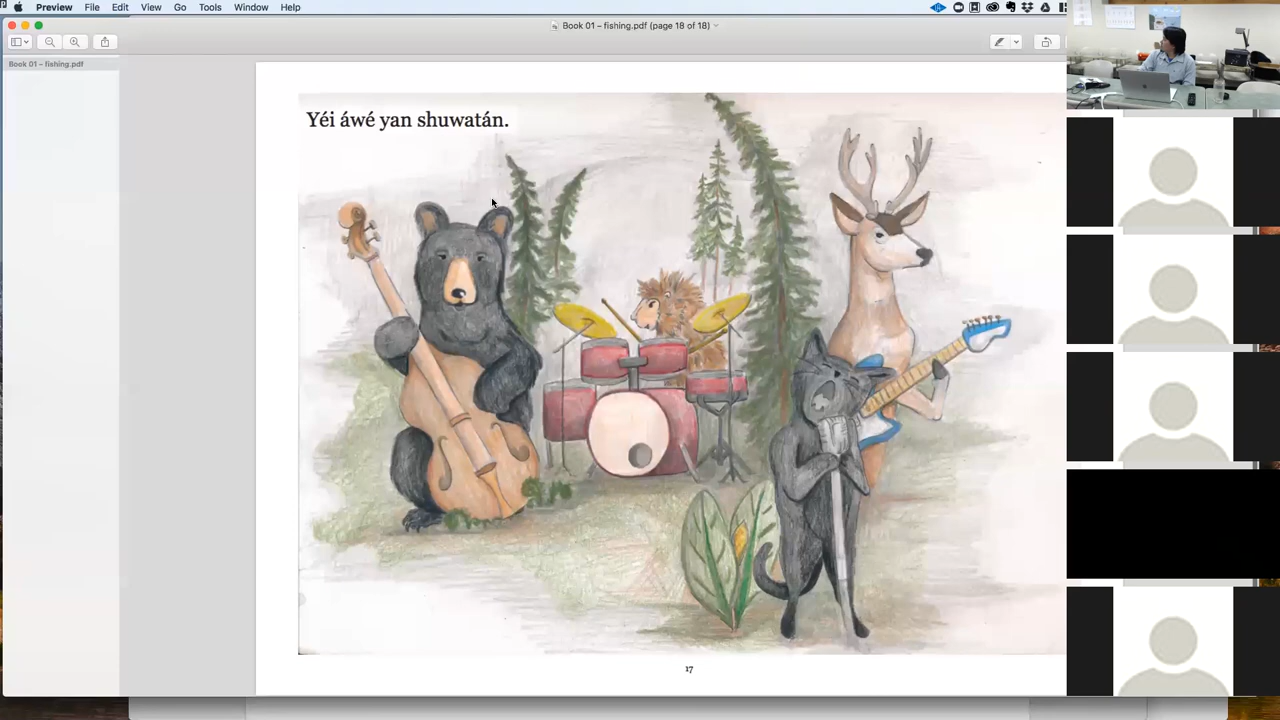 Preview File Edit View Go Tools Window Help
Book 01 – fishing.pdf (page 18 of 18)
Book 01 – fishing.pdf
Yéi áwé yan shuwatán.
17